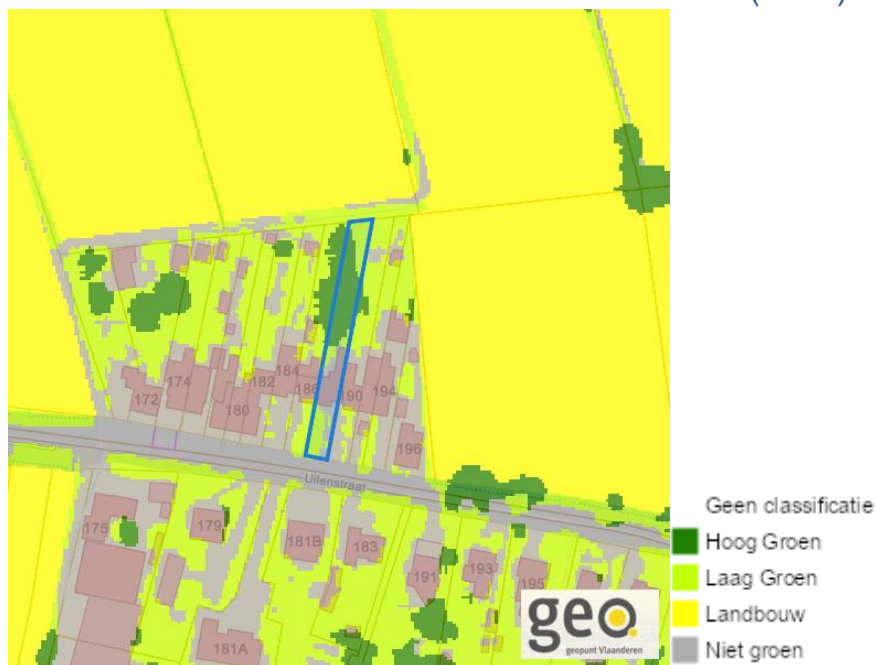 172
174
180
182
184
186
190
194
196
Uilenstraat
175
179
181B
183
191
193
195
181A
geo
geopunt Vlaanderen
Geen classificatie
Hoog Groen
Laag Groen
Landbouw
Niet groen